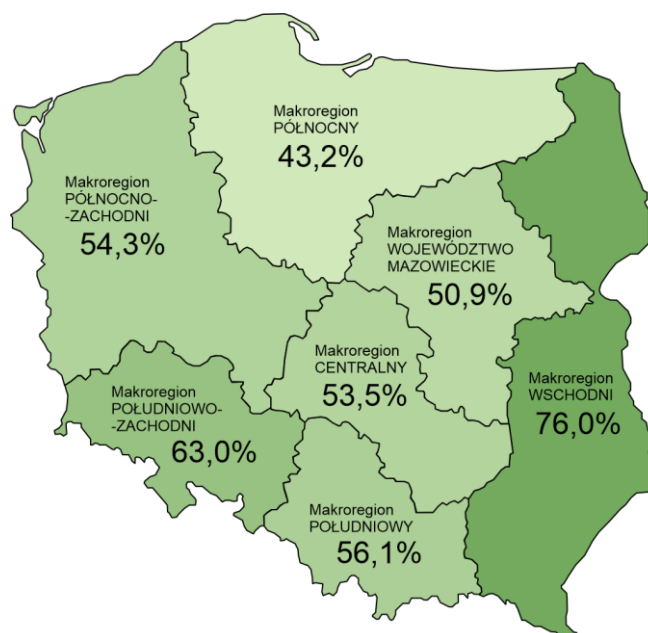 Makroregion
PÓŁNOCNY
43,2%
Makroregion
PÓŁNOCNO-
-ZACHODNI
54,3%
Makroregion
WOJEWÓDZTWO
MAZOWIECKIE
50,9%
Makroregion
CENTRALNY
53,5%
Makroregion
WSCHODNI
76,0%
Makroregion
POŁUDNIOWO-
-ZACHODNI
63,0%
Makroregion
POŁUDNIOWY
56,1%